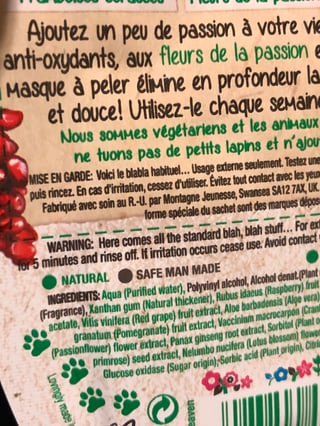 Ajoutez un peu de passion à votre vie
anti-oxydants, aux fleurs de la passion e
masque à peler élimine en profondeur la
et douce! Utilisez-le chaque semaine
Nous sommes végétariens et les animaux
ne tuons pas de petits lapins et n'ajou
MISE EN GARDE: Voici le blabla habituel... Usage externe seulement. Testez une
puis rincez. En cas d'irritation, cessez d'utiliser. Évitez tout contact avec les yeux
Fabriqué avec soin au R.-U. par Montagne Jeunesse, Swansea SA12 7AX, UK.
forme spéciale du sachet sont des marques dépos
WARNING: Here comes all the standard blah, blah stuff... For ext
for 5 minutes and rinse off. If irritation occurs cease use. Avoid contact
NATURAL SAFE MAN MADE
INGREDIENTS: Aqua (Purified water), Polyvinyl alcohol, Alcohol denat.(Plant
(Fragrance), Xanthan gum (Natural thickener), Rubus idaeus (Raspberry) fruit
acetate, Vitis vinifera (Red grape) fruit extract, Aloe barbadensis (Aloe vera)
granatum (Pomegranate) fruit extract, Vaccinium macrocarpon (Cranb
(Passionflower) flower extract, Panax ginseng root extract, Sorbitol (Plant o
primrose) seed extract, Nelumbo nucifera (Lotus blossom) flower
Glucose oxidase (Sugar origin), Sorbic acid (Plant origin), Citric
Lovingly made
eaven